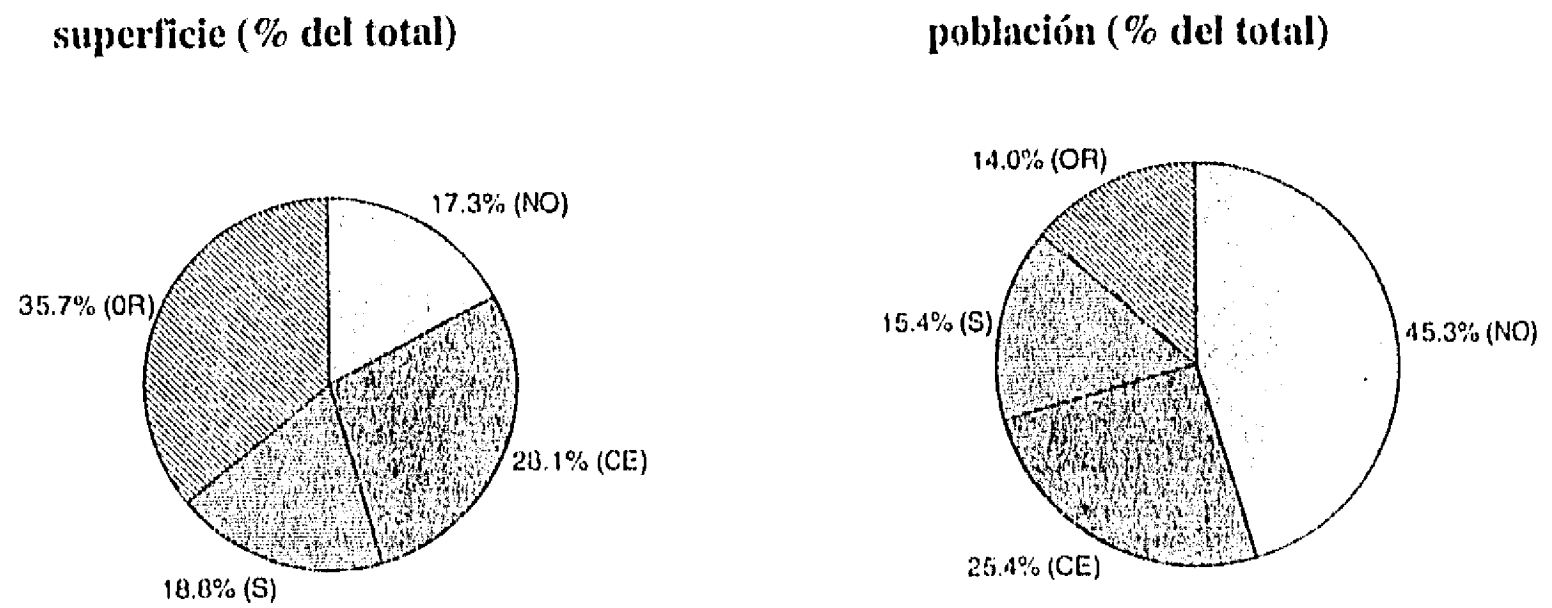 superficie (% del total)
17.3% (NO)
35.7% (0R)
28.1% (CE)
18.8% (S)
población (% del total)
14.0% (OR)
15.4% (S)
45.3% (NO)
25.4% (CE)